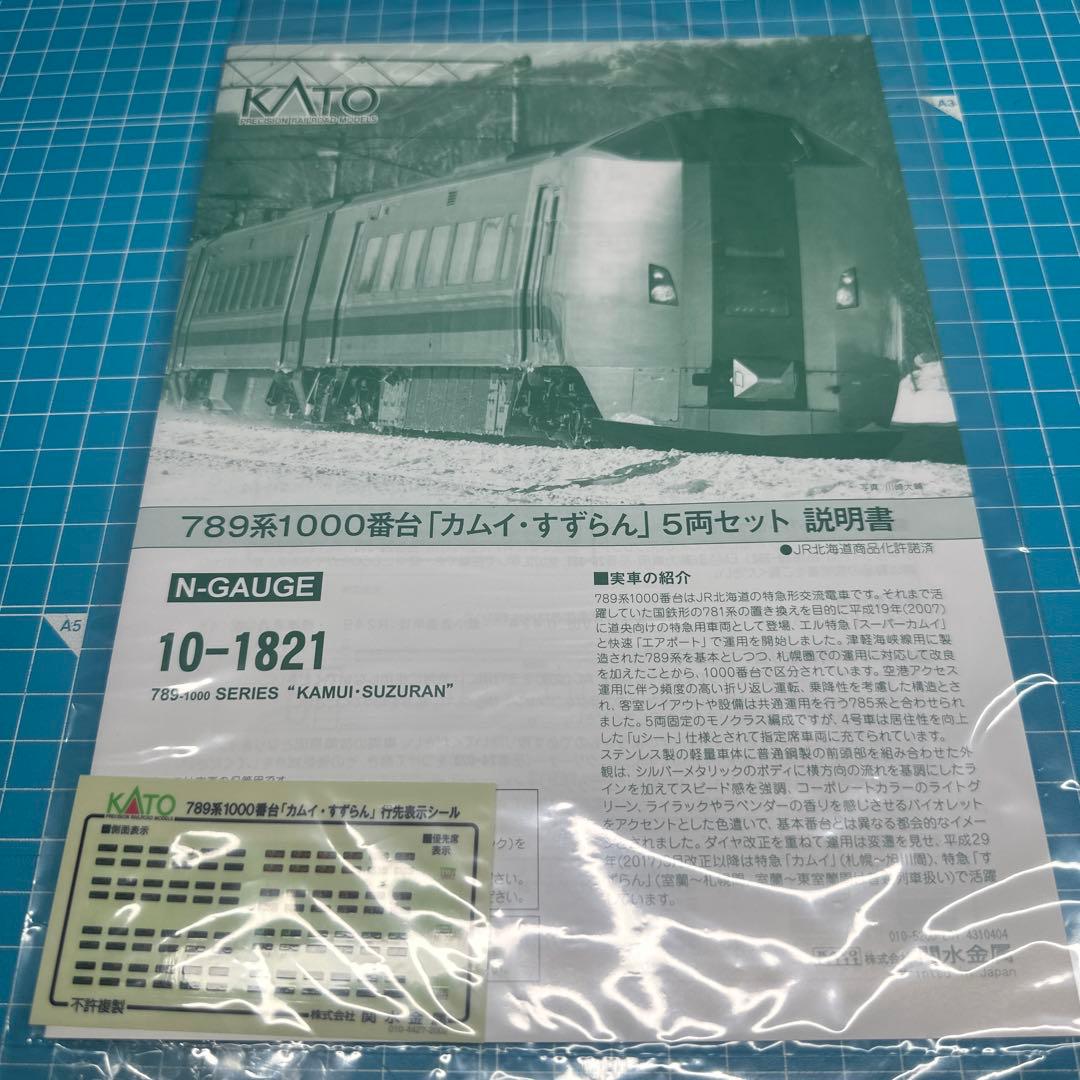 KATO
PRECISION RAILROAD MODELS
A3
写真 川崎大輔
789系1000番台「カムイ・すずらん」5両セット 説明書
●JR北海道商品化許諾済
N-GAUGE
10-1821
789-1000 SERIES “KAMUI・SUZURAN”
A5
■実車の紹介
789系1000番台はJR北海道の特急形交流電車です。それまで活
躍していた国鉄形の781系の置き換えを目的に平成19年(2007)
に道央向けの特急用車両として登場、エル特急「スーパーカムイ」
と快速「エアポート」で運用を開始しました。津軽海峡線用に製
造された789系を基本としつつ、札幌圏での運用に対応して改良
を加えたことから、1000番台で区分されています。空港アクセス
運用に伴う頻度の高い折り返し運転、乗降性を考慮した構造とさ
れ、客室レイアウトや設備は共通運用を行う785系と合わせられ
ました。5両固定のモノクラス編成ですが、4号車は居住性を向上
した「uシート」仕様とされて指定席車両に充てられています。
ステンレス製の軽量車体に普通鋼製の前頭部を組み合わせた外
観は、シルバーメタリックのボディに横方向の流れを基調にしたラ
インを加えてスピード感を強調、コーポレートカラーのライトグ
リーン、ライラックやラベンダーの香りを感じさせるバイオレット
をアクセントとした色遣いで、基本番台とは異なる都会的なイメー
ジとされました。ダイヤ改正を重ねて運用は変遷を見せ、平成29
年(2017)3月改正以降は特急「カムイ」(札幌〜旭川間)、特急「す
ずらん」(室蘭〜札幌間 室蘭〜東室蘭間は普通列車扱い)で活躍
しています。
ック)を
さい。
ださい。
4310404
株式会社 関水金属
Printed in Japan
KATO
PRECISION RAILROAD MODELS
789系1000番台「カムイ・すずらん」行先表示シール
■側面表示
■優先席
表示
不許複製
株式会社 関水金属
010-4427-2002